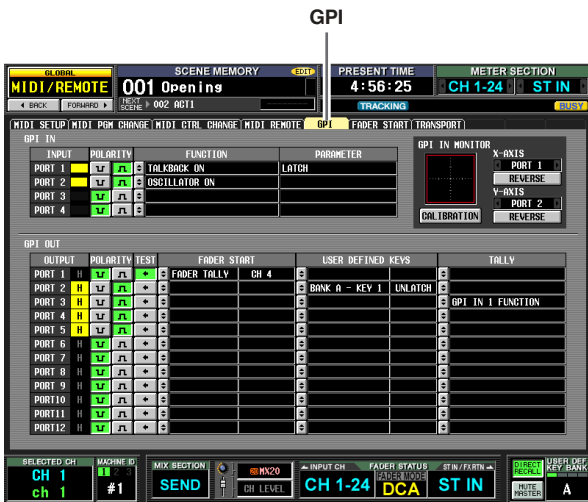 GPI
GLOBAL
MIDI/REMOTE
BACK FORWARD
SCENE MEMORY EDIT
001 Opening
NEXT SCENE 002 ACT1
PRESENT TIME
4:56:25
TRACKING
METER SECTION
CH 1-24 ST IN
BUSY
MIDI SETUP MIDI PGM CHANGE MIDI CTRL CHANGE MIDI REMOTE GPI FADER START TRANSPORT
GPI IN
INPUT POLARITY FUNCTION PARAMETER
PORT 1 TALKBACK ON LATCH
PORT 2 OSCILLATOR ON
PORT 3
PORT 4
GPI IN MONITOR
CALIBRATION
X-AXIS
PORT 1
REVERSE
Y-AXIS
PORT 2
REVERSE
GPI OUT
OUTPUT POLARITY TEST FADER START USER DEFINED KEYS TALLY
PORT 1 H FADER TALLY CH 4
PORT 2 H BANK A - KEY 1 UNLATCH
PORT 3 H GPI IN 1 FUNCTION
PORT 4 H
PORT 5 H
PORT 6 H
PORT 7 H
PORT 8 H
PORT 9 H
PORT10 H
PORT11 H
PORT12 H
SELECTED CH
CH 1
ch 1
MACHINE ID
1 2 3
#1
MIX SECTION
SEND
MIX20
CH LEVEL
INPUT CH FADER STATUS ST IN/FXRTN
CH 1-24
FADER MODE
DCA
ST IN
DIRECT RECALL
MUTE MASTER
USER DEF KEY BANK
A